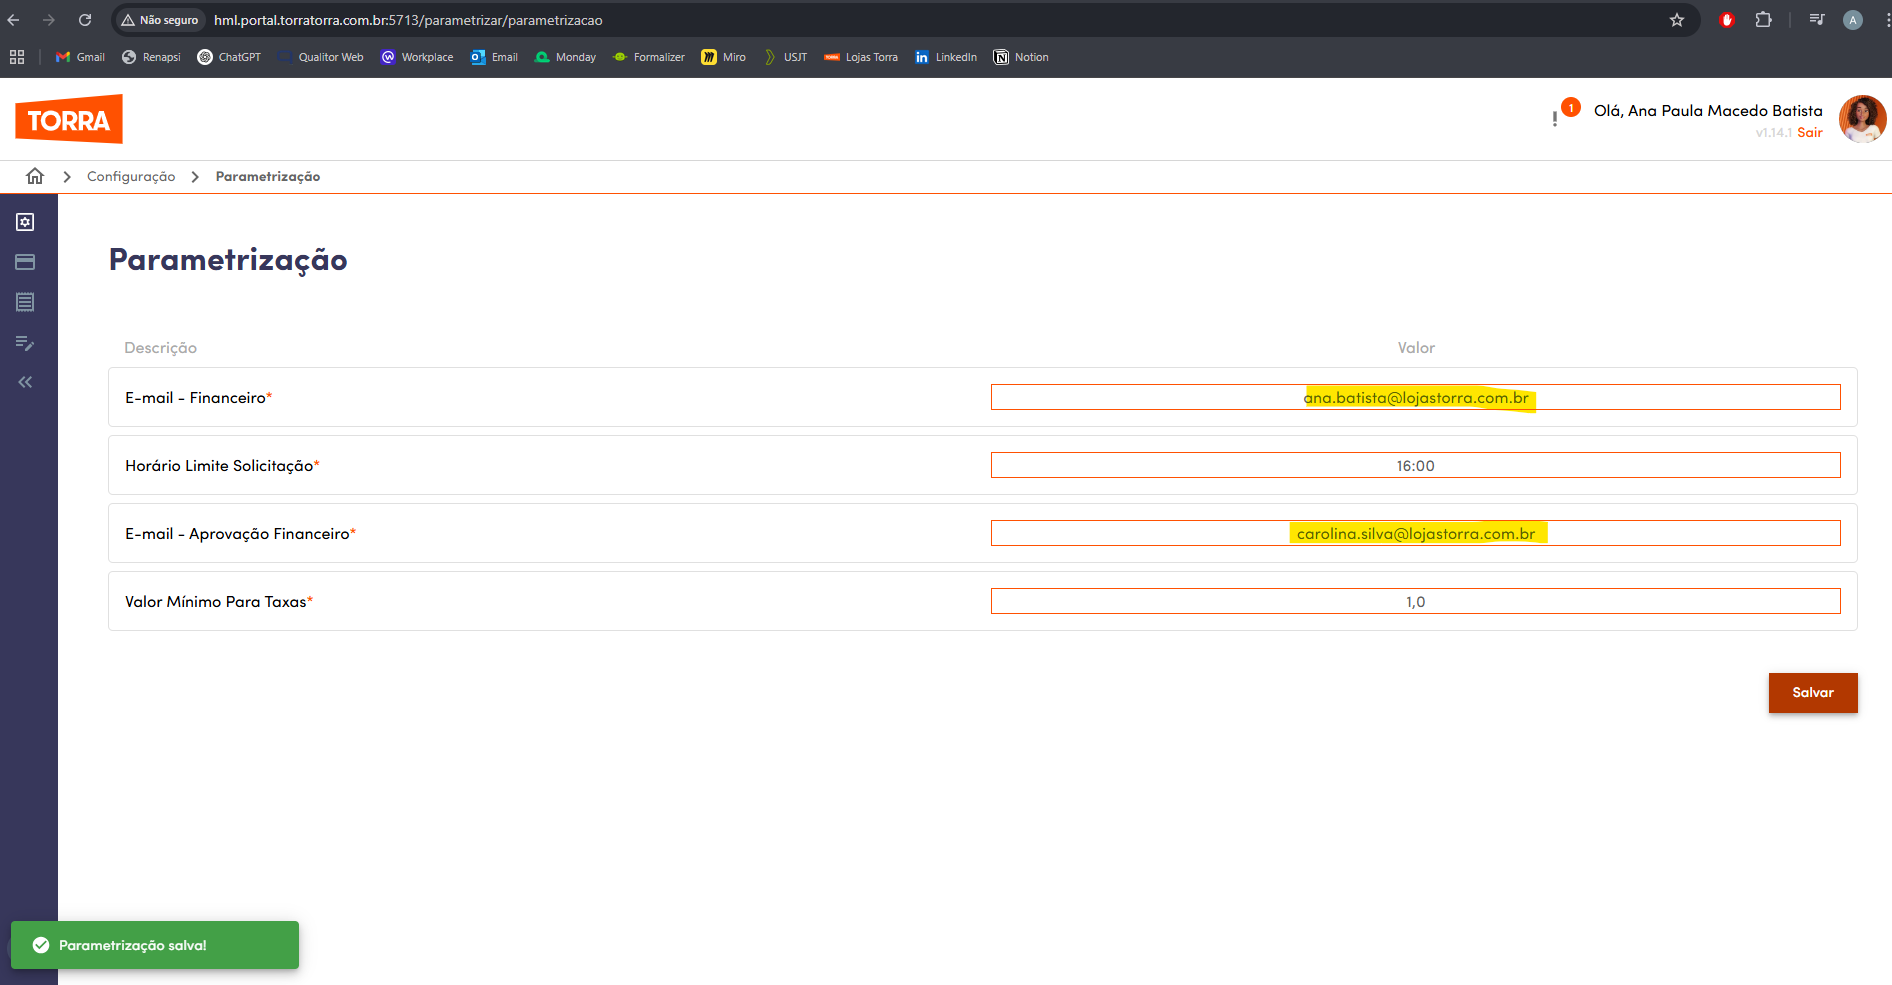 Não seguro hml.portal.torratorra.com.br:5713/parametrizar/parametrizacao A
Gmail Renapsi ChatGPT Qualitor Web Workplace Email Monday Formalizer Miro USJT Lojas Torra LinkedIn Notion
TORRA
1 Olá, Ana Paula Macedo Batista
v1.14.1 Sair
Configuração Parametrização
Parametrização
Descrição Valor
E-mail - Financeiro* ana.batista@lojastorra.com.br
Horário Limite Solicitação* 16:00
E-mail - Aprovação Financeiro* carolina.silva@lojastorra.com.br
Valor Mínimo Para Taxas* 1,0
Salvar
Parametrização salva!